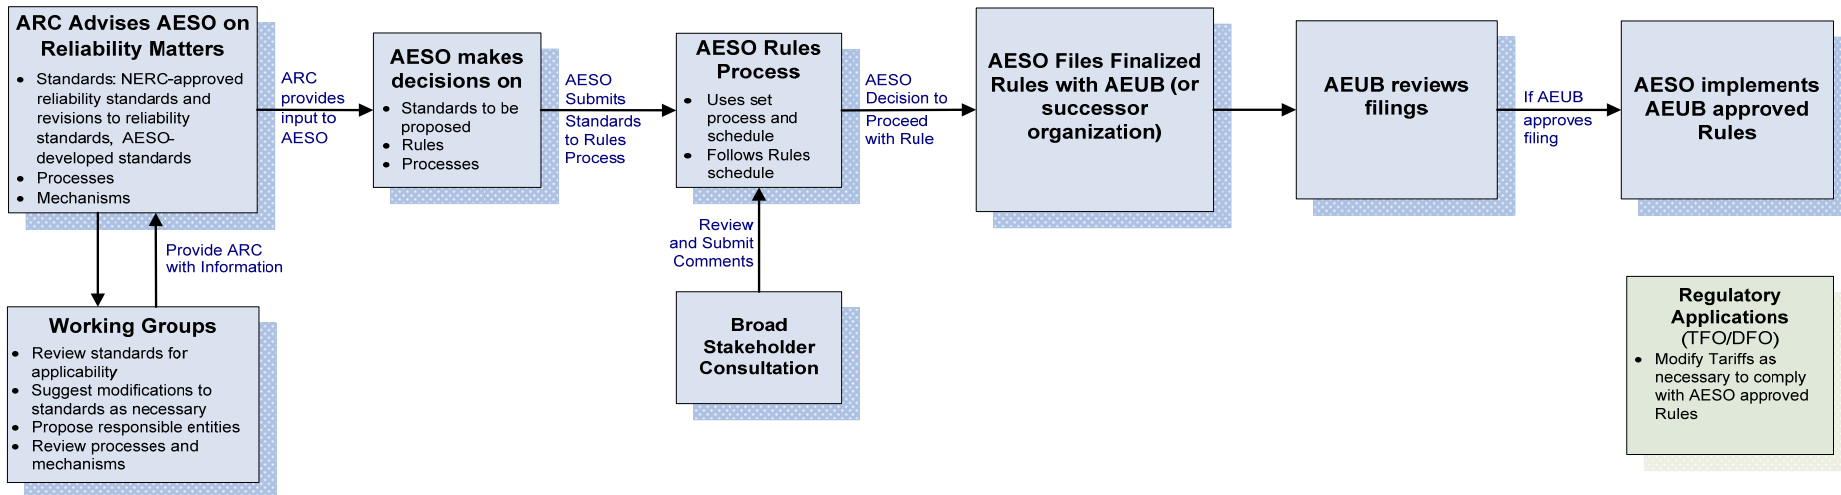 ARC Advises AESO on
Reliability Matters
• Standards: NERC-approved
reliability standards and
revisions to reliability
standards, AESO-
developed standards
• Processes
• Mechanisms
ARC
provides
input to
AESO
AESO makes
decisions on
• Standards to be
proposed
• Rules
• Processes
AESO
Submits
Standards
to Rules
Process
AESO Rules
Process
• Uses set
process and
schedule
• Follows Rules
schedule
AESO
Decision to
Proceed
with Rule
AESO Files Finalized
Rules with AEUB (or
successor
organization)
AEUB reviews
filings
If AEUB
approves
filing
AESO implements
AEUB approved
Rules
Provide ARC
with Information
Review
and Submit
Comments
Working Groups
• Review standards for
applicability
• Suggest modifications to
standards as necessary
• Propose responsible entities
• Review processes and
mechanisms
Broad
Stakeholder
Consultation
Regulatory
Applications
(TFO/DFO)
• Modify Tariffs as
necessary to comply
with AESO approved
Rules